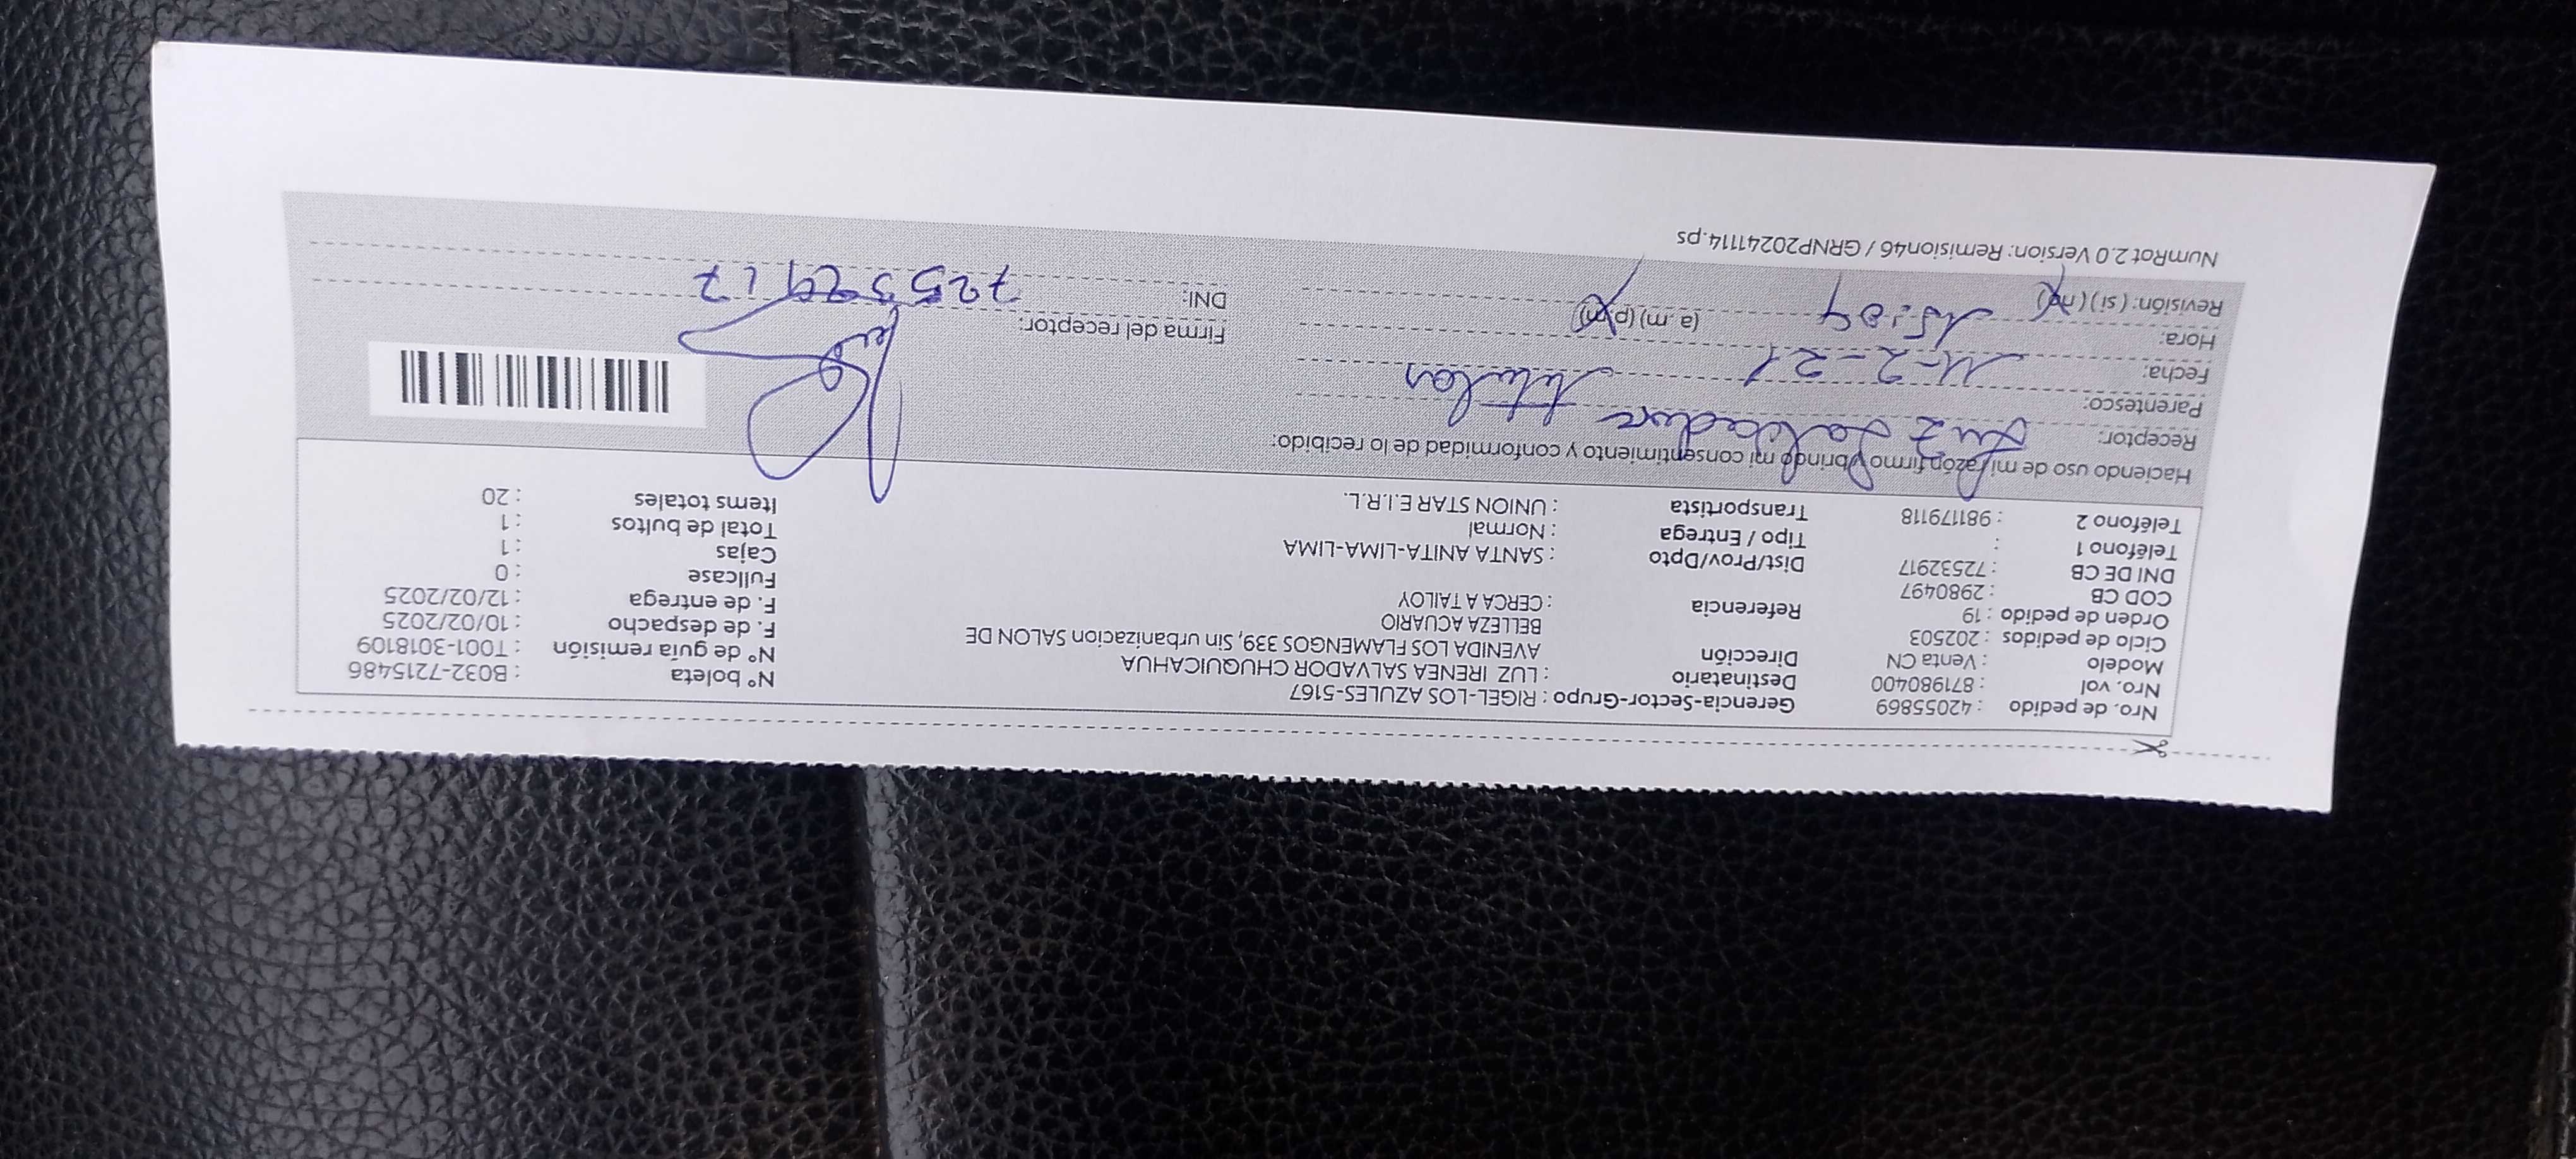 Nro. de pedido : 42055869 Gerencia-Sector-Grupo : RIGEL-LOS AZULES-5167 N° boleta : B032-7215486
Nro. vol : 871980400 Destinatario : LUZ IRENEA SALVADOR CHUQUICAHUA N° de guía remisión : T001-3018109
Modelo : Venta CN Dirección AVENIDA LOS FLAMENGOS 339, Sin urbanizacion SALON DE F. de despacho : 10/02/2025
Ciclo de pedidos : 202503 BELLEZA ACUARIO F. de entrega : 12/02/2025
Orden de pedido : 19 Referencia : CERCA A TAILOY Fullcase : 0
COD CB : 2980497 Cajas : 1
DNI DE CB : 72532917 Dist/Prov/Dpto : SANTA ANITA-LIMA-LIMA Total de bultos : 1
Teléfono 1 : Tipo / Entrega : Normal Items totales : 20
Teléfono 2 : 981179118 Transportista : UNION STAR E.I.R.L.
Haciendo uso de mi razón firmo y brindo mi consentimiento y conformidad de lo recibido:
Receptor: Luz
Parentesco: titular
Fecha: 11-2-21
Hora: 15:04 (a.m) (p.m) Firma del receptor:
Revisión: (si) (no) DNI: 72532917
NumRot 2.0 Version: Remision46 / GRNP20241114.ps